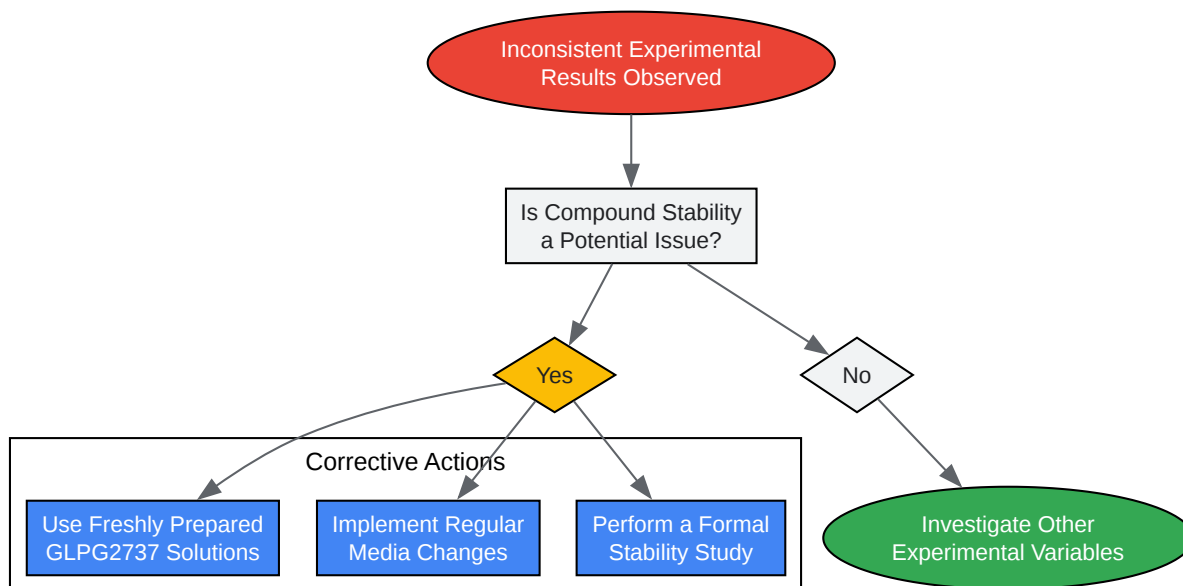 Inconsistent Experimental
Results Observed
Is Compound Stability
a Potential Issue?
Yes
No
Corrective Actions
Use Freshly Prepared
GLPG2737 Solutions
Implement Regular
Media Changes
Perform a Formal
Stability Study
Investigate Other
Experimental Variables